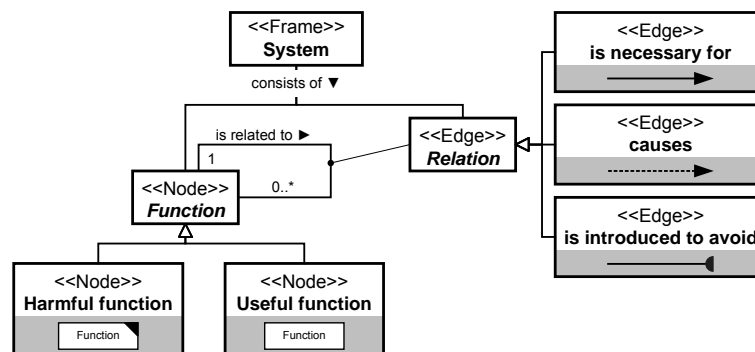 <<Frame>>
System
consists of ▼
is related to ►
1
0..*
<<Edge>>
Relation
<<Node>>
Function
<<Node>>
Harmful function
Function
<<Node>>
Useful function
Function
<<Edge>>
is necessary for
<<Edge>>
causes
<<Edge>>
is introduced to avoid